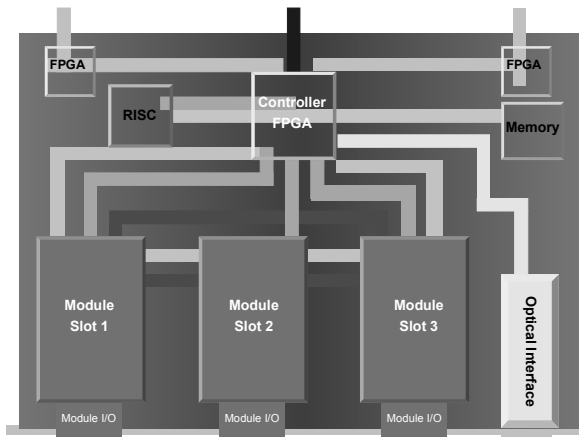 FPGA
FPGA
Controller
FPGA
RISC
Memory
Module
Slot 1
Module
Slot 2
Module
Slot 3
Optical Interface
Module I/O
Module I/O
Module I/O